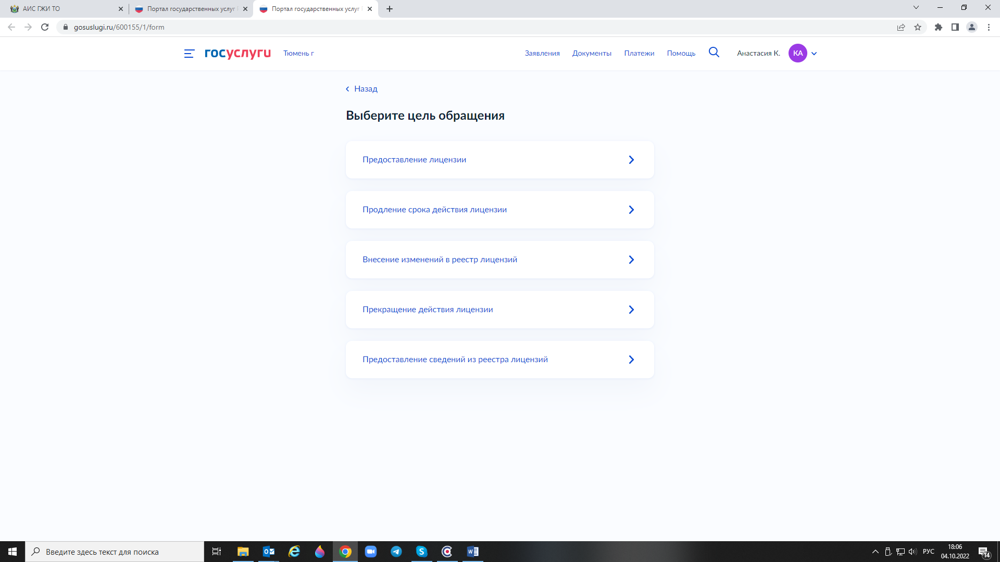 АИС ГЖИ ТО
Портал государственных услуг
Портал государственных услуг
gosuslugi.ru/600155/1/form
госуслуги
Тюмень г
Заявления
Документы
Платежи
Помощь
Анастасия К.
КА
Назад
Выберите цель обращения
Предоставление лицензии
Продление срока действия лицензии
Внесение изменений в реестр лицензий
Прекращение действия лицензии
Предоставление сведений из реестра лицензий
Введите здесь текст для поиска
РУС
18:06
04.10.2022
14